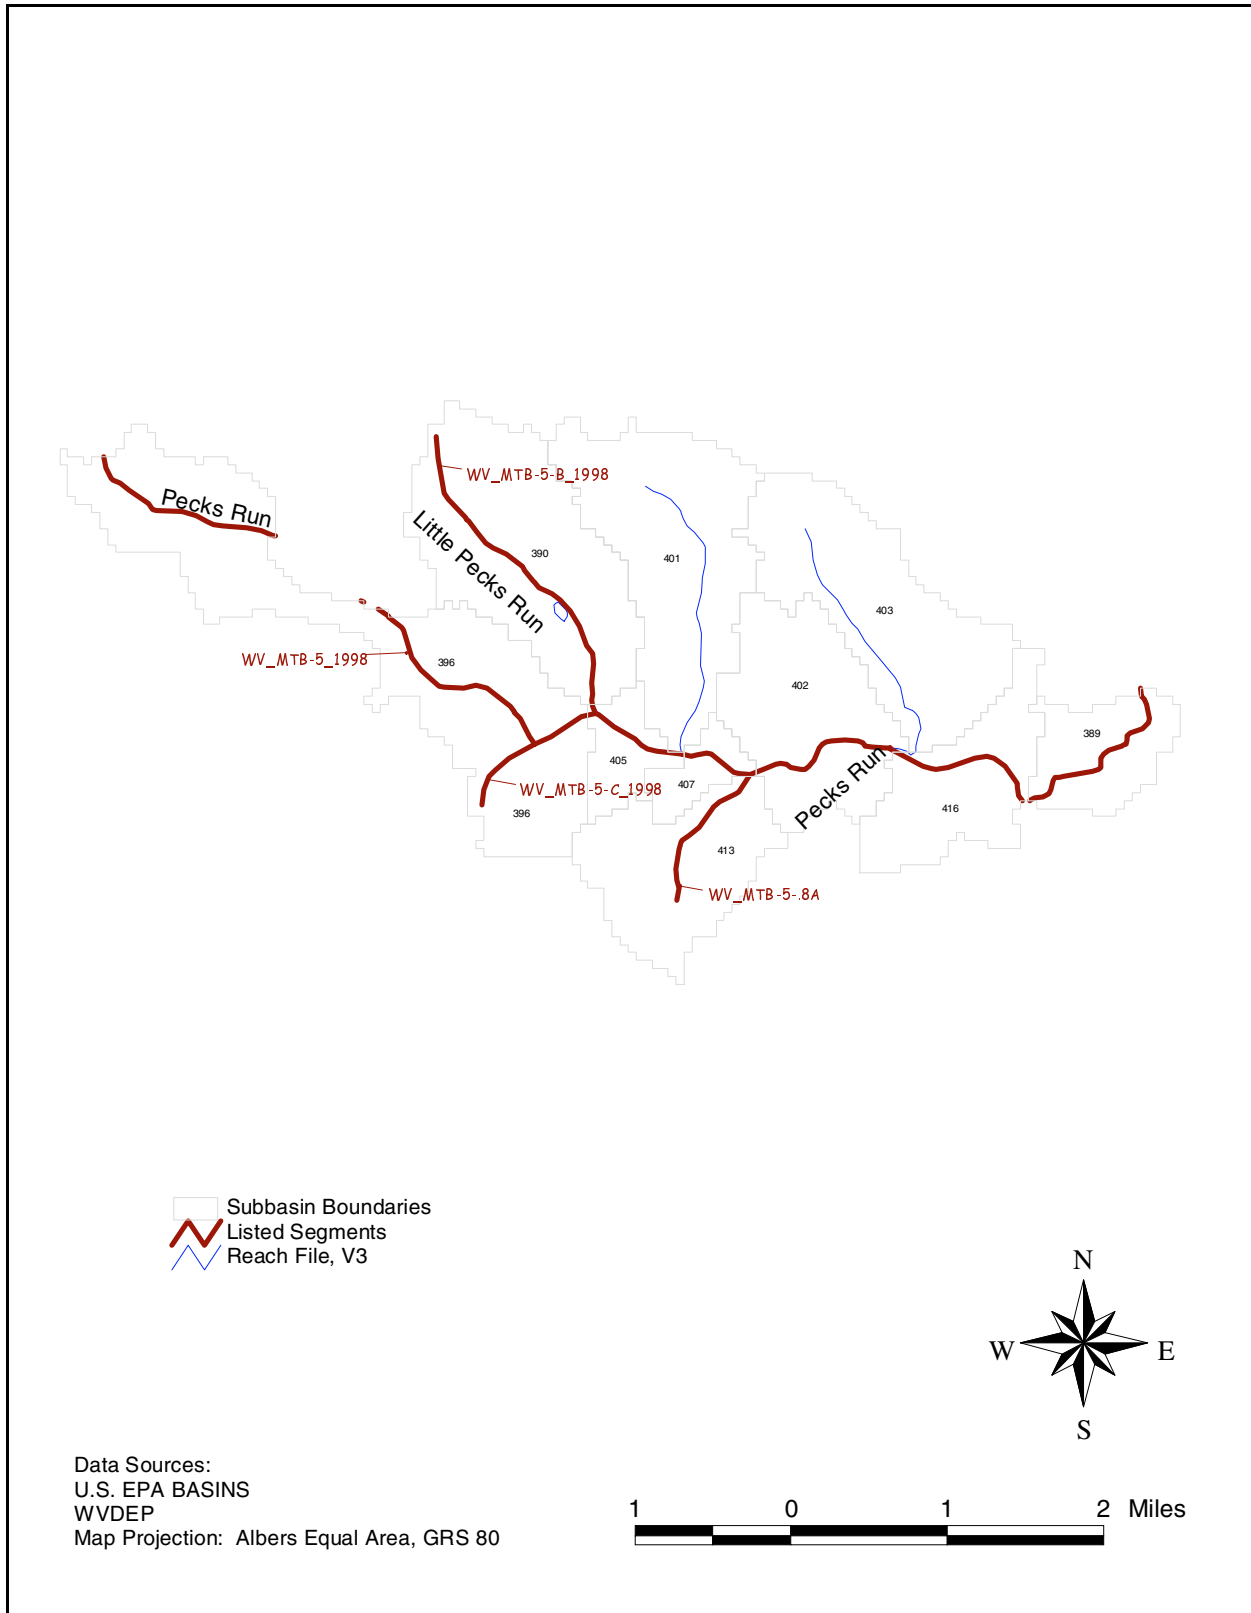 WV_MTB-5-B_1998
Pecks Run
Little Pecks Run
390
401
403
WV_MTB-5_1998
396
402
389
405
407
WV_MTB-5-C_1998
396
Pecks Run
416
413
WV_MTB-5-.8A
Subbasin Boundaries
Listed Segments
Reach File, V3
N
W
E
S
Data Sources:
U.S. EPA BASINS
WVDEP
Map Projection: Albers Equal Area, GRS 80
1 0 1 2 Miles